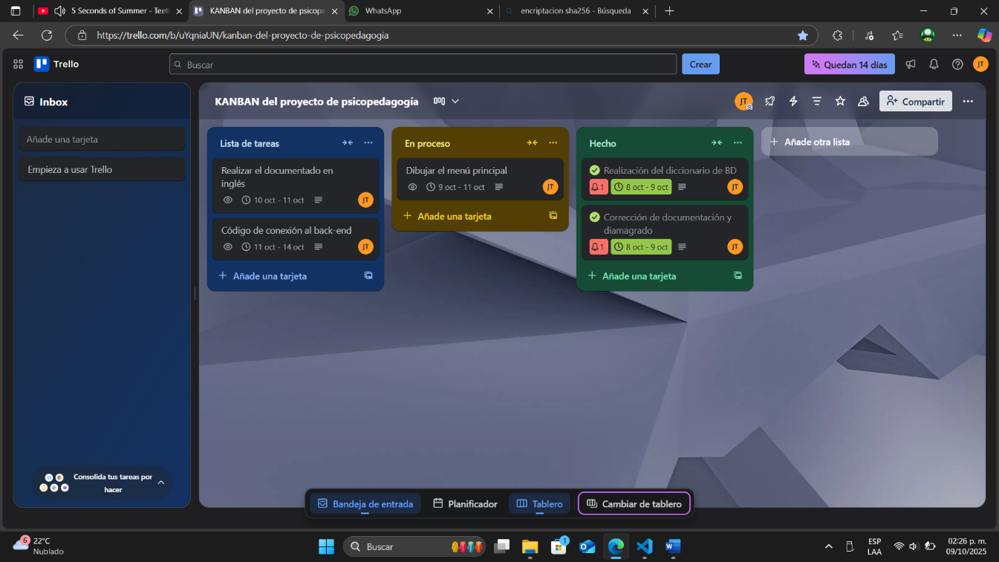 5 Seconds of Summer - Teeth
KANBAN del proyecto de psicope
WhatsApp
encriptacion sha256 - Búsqueda
https://trello.com/b/uYqniaUN/kanban-del-proyecto-de-psicopedagogia
Trello
Buscar
Crear
Quedan 14 días
JT
Inbox
Añade una tarjeta
Empieza a usar Trello
Consolida tus tareas por
hacer
KANBAN del proyecto de psicopedagogía
JT
Compartir
Lista de tareas
Realizar el documentado en
inglés
10 oct - 11 oct
JT
Código de conexión al back-end
11 oct - 14 oct
JT
Añade una tarjeta
En proceso
Dibujar el menú principal
9 oct - 11 oct
JT
Añade una tarjeta
Hecho
Realización del diccionario de BD
1
8 oct - 9 oct
JT
Corrección de documentación y
diamagrado
1
8 oct - 9 oct
JT
Añade una tarjeta
Añade otra lista
Bandeja de entrada
Planificador
Tablero
Cambiar de tablero
6
22°C
Nublado
Buscar
1
ESP
LAA
02:26 p. m.
09/10/2025